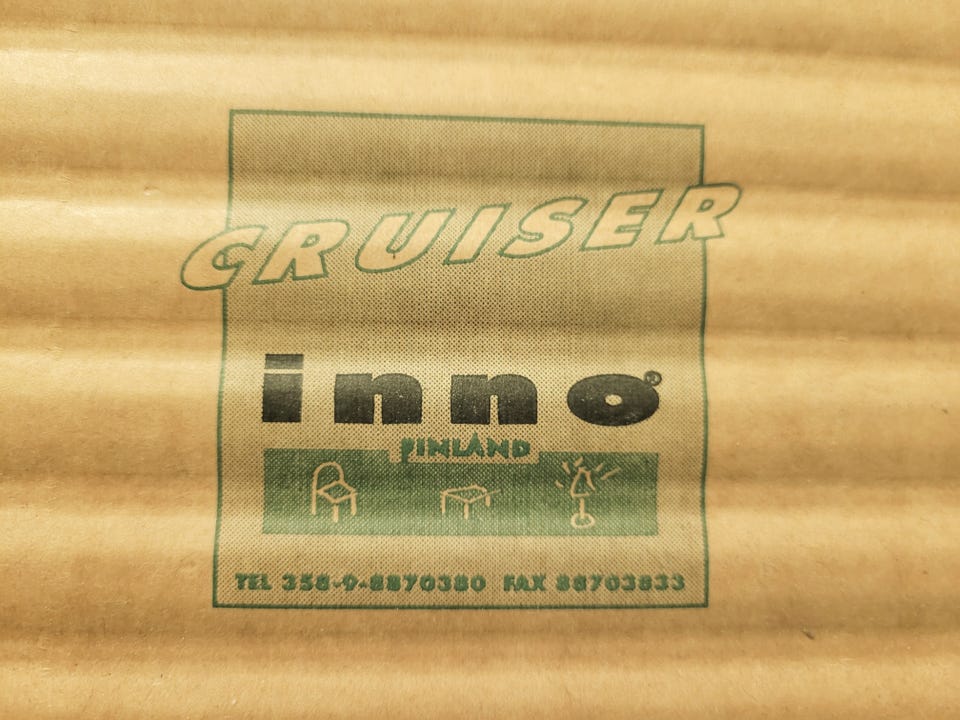 CRUISER
inno®
FINLAND
TEL 358-9-8870380 FAX 88703833